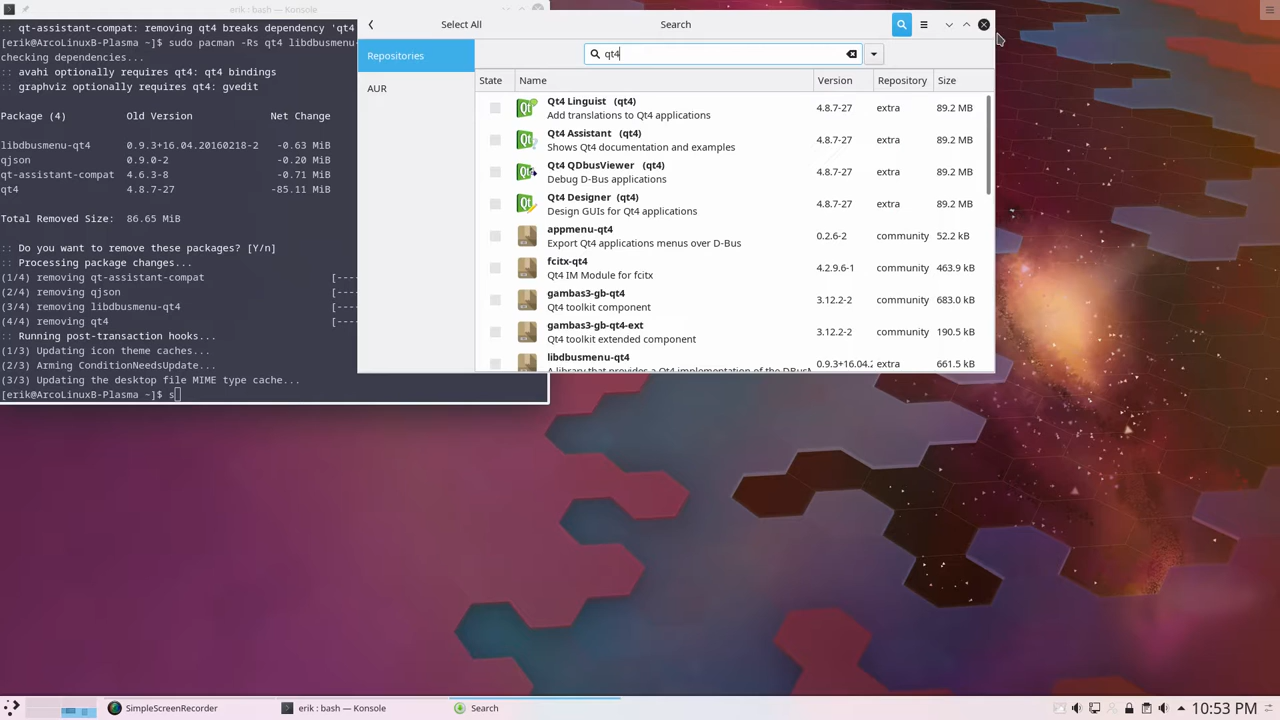 erik : bash — Konsole
:: qt-assistant-compat: removing qt4 breaks dependency 'qt4
[erik@ArcoLinuxB-Plasma ~]$ sudo pacman -Rs qt4 libdbusmenu-
checking dependencies...
:: avahi optionally requires qt4: qt4 bindings
:: graphviz optionally requires qt4: gvedit
Package (4) Old Version Net Change
libdbusmenu-qt4 0.9.3+16.04.20160218-2 -0.63 MiB
qjson 0.9.0-2 -0.20 MiB
qt-assistant-compat 4.6.3-8 -0.71 MiB
qt4 4.8.7-27 -85.11 MiB
Total Removed Size: 86.65 MiB
:: Do you want to remove these packages? [Y/n]
:: Processing package changes...
(1/4) removing qt-assistant-compat [----
(2/4) removing qjson [----
(3/4) removing libdbusmenu-qt4 [----
(4/4) removing qt4 [----
:: Running post-transaction hooks...
(1/3) Updating icon theme caches...
(2/3) Arming ConditionNeedsUpdate...
(3/3) Updating the desktop file MIME type cache...
[erik@ArcoLinuxB-Plasma ~]$ s
Select All Search
Repositories
AUR
qt4
State Name Version Repository Size
Qt4 Linguist (qt4) 4.8.7-27 extra 89.2 MB
Add translations to Qt4 applications
Qt4 Assistant (qt4) 4.8.7-27 extra 89.2 MB
Shows Qt4 documentation and examples
Qt4 QDbusViewer (qt4) 4.8.7-27 extra 89.2 MB
Debug D-Bus applications
Qt4 Designer (qt4) 4.8.7-27 extra 89.2 MB
Design GUIs for Qt4 applications
appmenu-qt4 0.2.6-2 community 52.2 kB
Export Qt4 applications menus over D-Bus
fcitx-qt4 4.2.9.6-1 community 463.9 kB
Qt4 IM Module for fcitx
gambas3-gb-qt4 3.12.2-2 community 683.0 kB
Qt4 toolkit component
gambas3-gb-qt4-ext 3.12.2-2 community 190.5 kB
Qt4 toolkit extended component
libdbusmenu-qt4 0.9.3+16.04.2 extra 661.5 kB
A library that provides a Qt4 implementation of the DBusM
SimpleScreenRecorder erik : bash — Konsole Search 10:53 PM